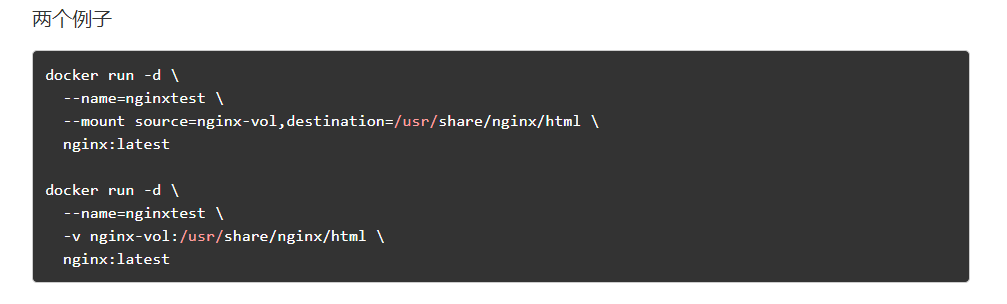 两个例子
docker run -d \
  --name=nginxtest \
  --mount source=nginx-vol,destination=/usr/share/nginx/html \
  nginx:latest

docker run -d \
  --name=nginxtest \
  -v nginx-vol:/usr/share/nginx/html \
  nginx:latest